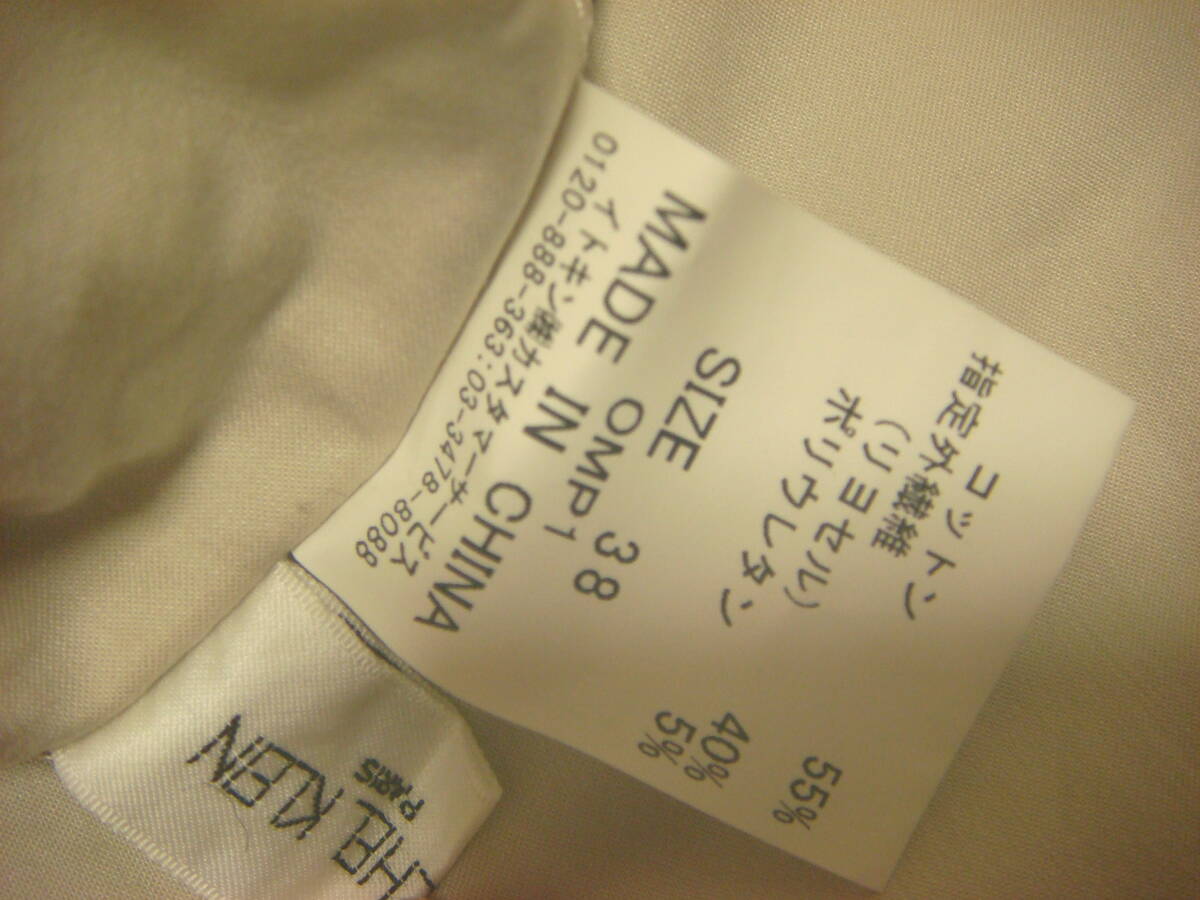 コットン 55%
指定外繊維
(リヨセル) 40%
ポリウレタン 5%
SIZE 38
OMP1
MADE IN CHINA
イトキン㈱カスタマーサービス
0120-888-363:03-3478-8088
KLEIN
PARIS